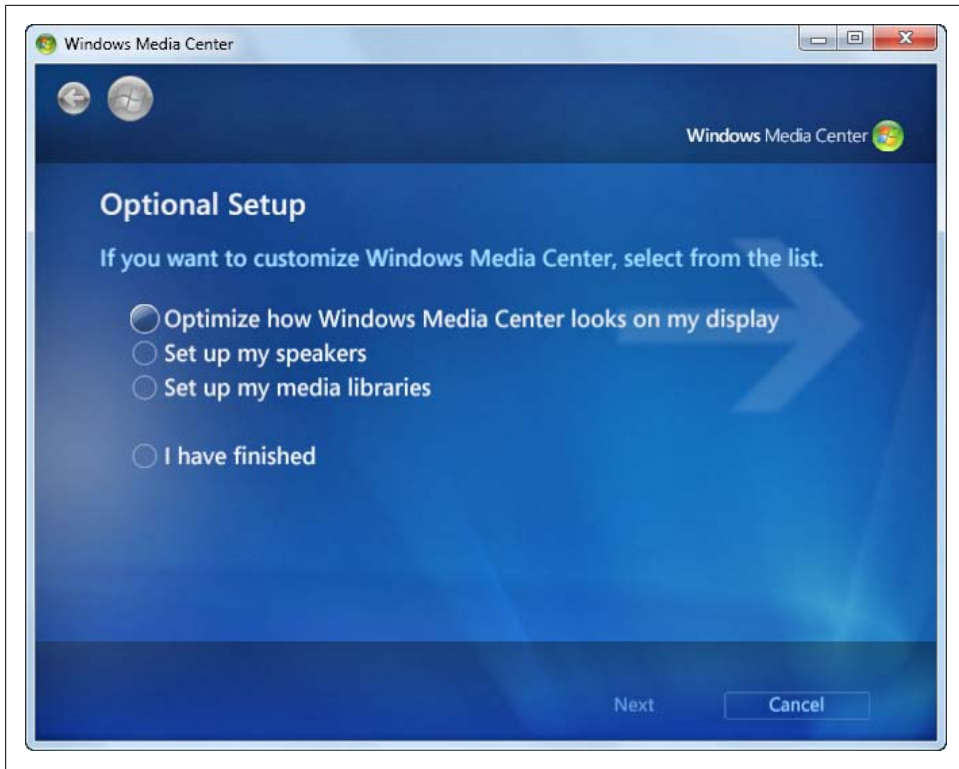 Windows Media Center
Windows Media Center
Optional Setup
If you want to customize Windows Media Center, select from the list.
Optimize how Windows Media Center looks on my display
Set up my speakers
Set up my media libraries
I have finished
Next Cancel